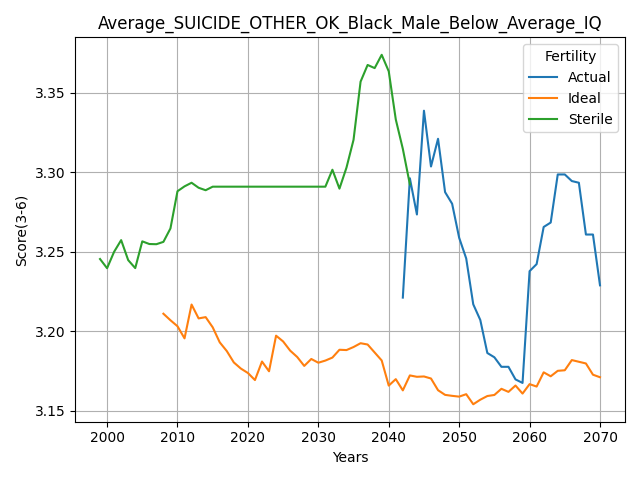 Average_SUICIDE_OTHER_OK_Black_Male_Below_Average_IQ
Fertility
Actual
Ideal
Sterile
Score(3-6)
3.35
3.30
3.25
3.20
3.15
2000 2010 2020 2030 2040 2050 2060 2070
Years